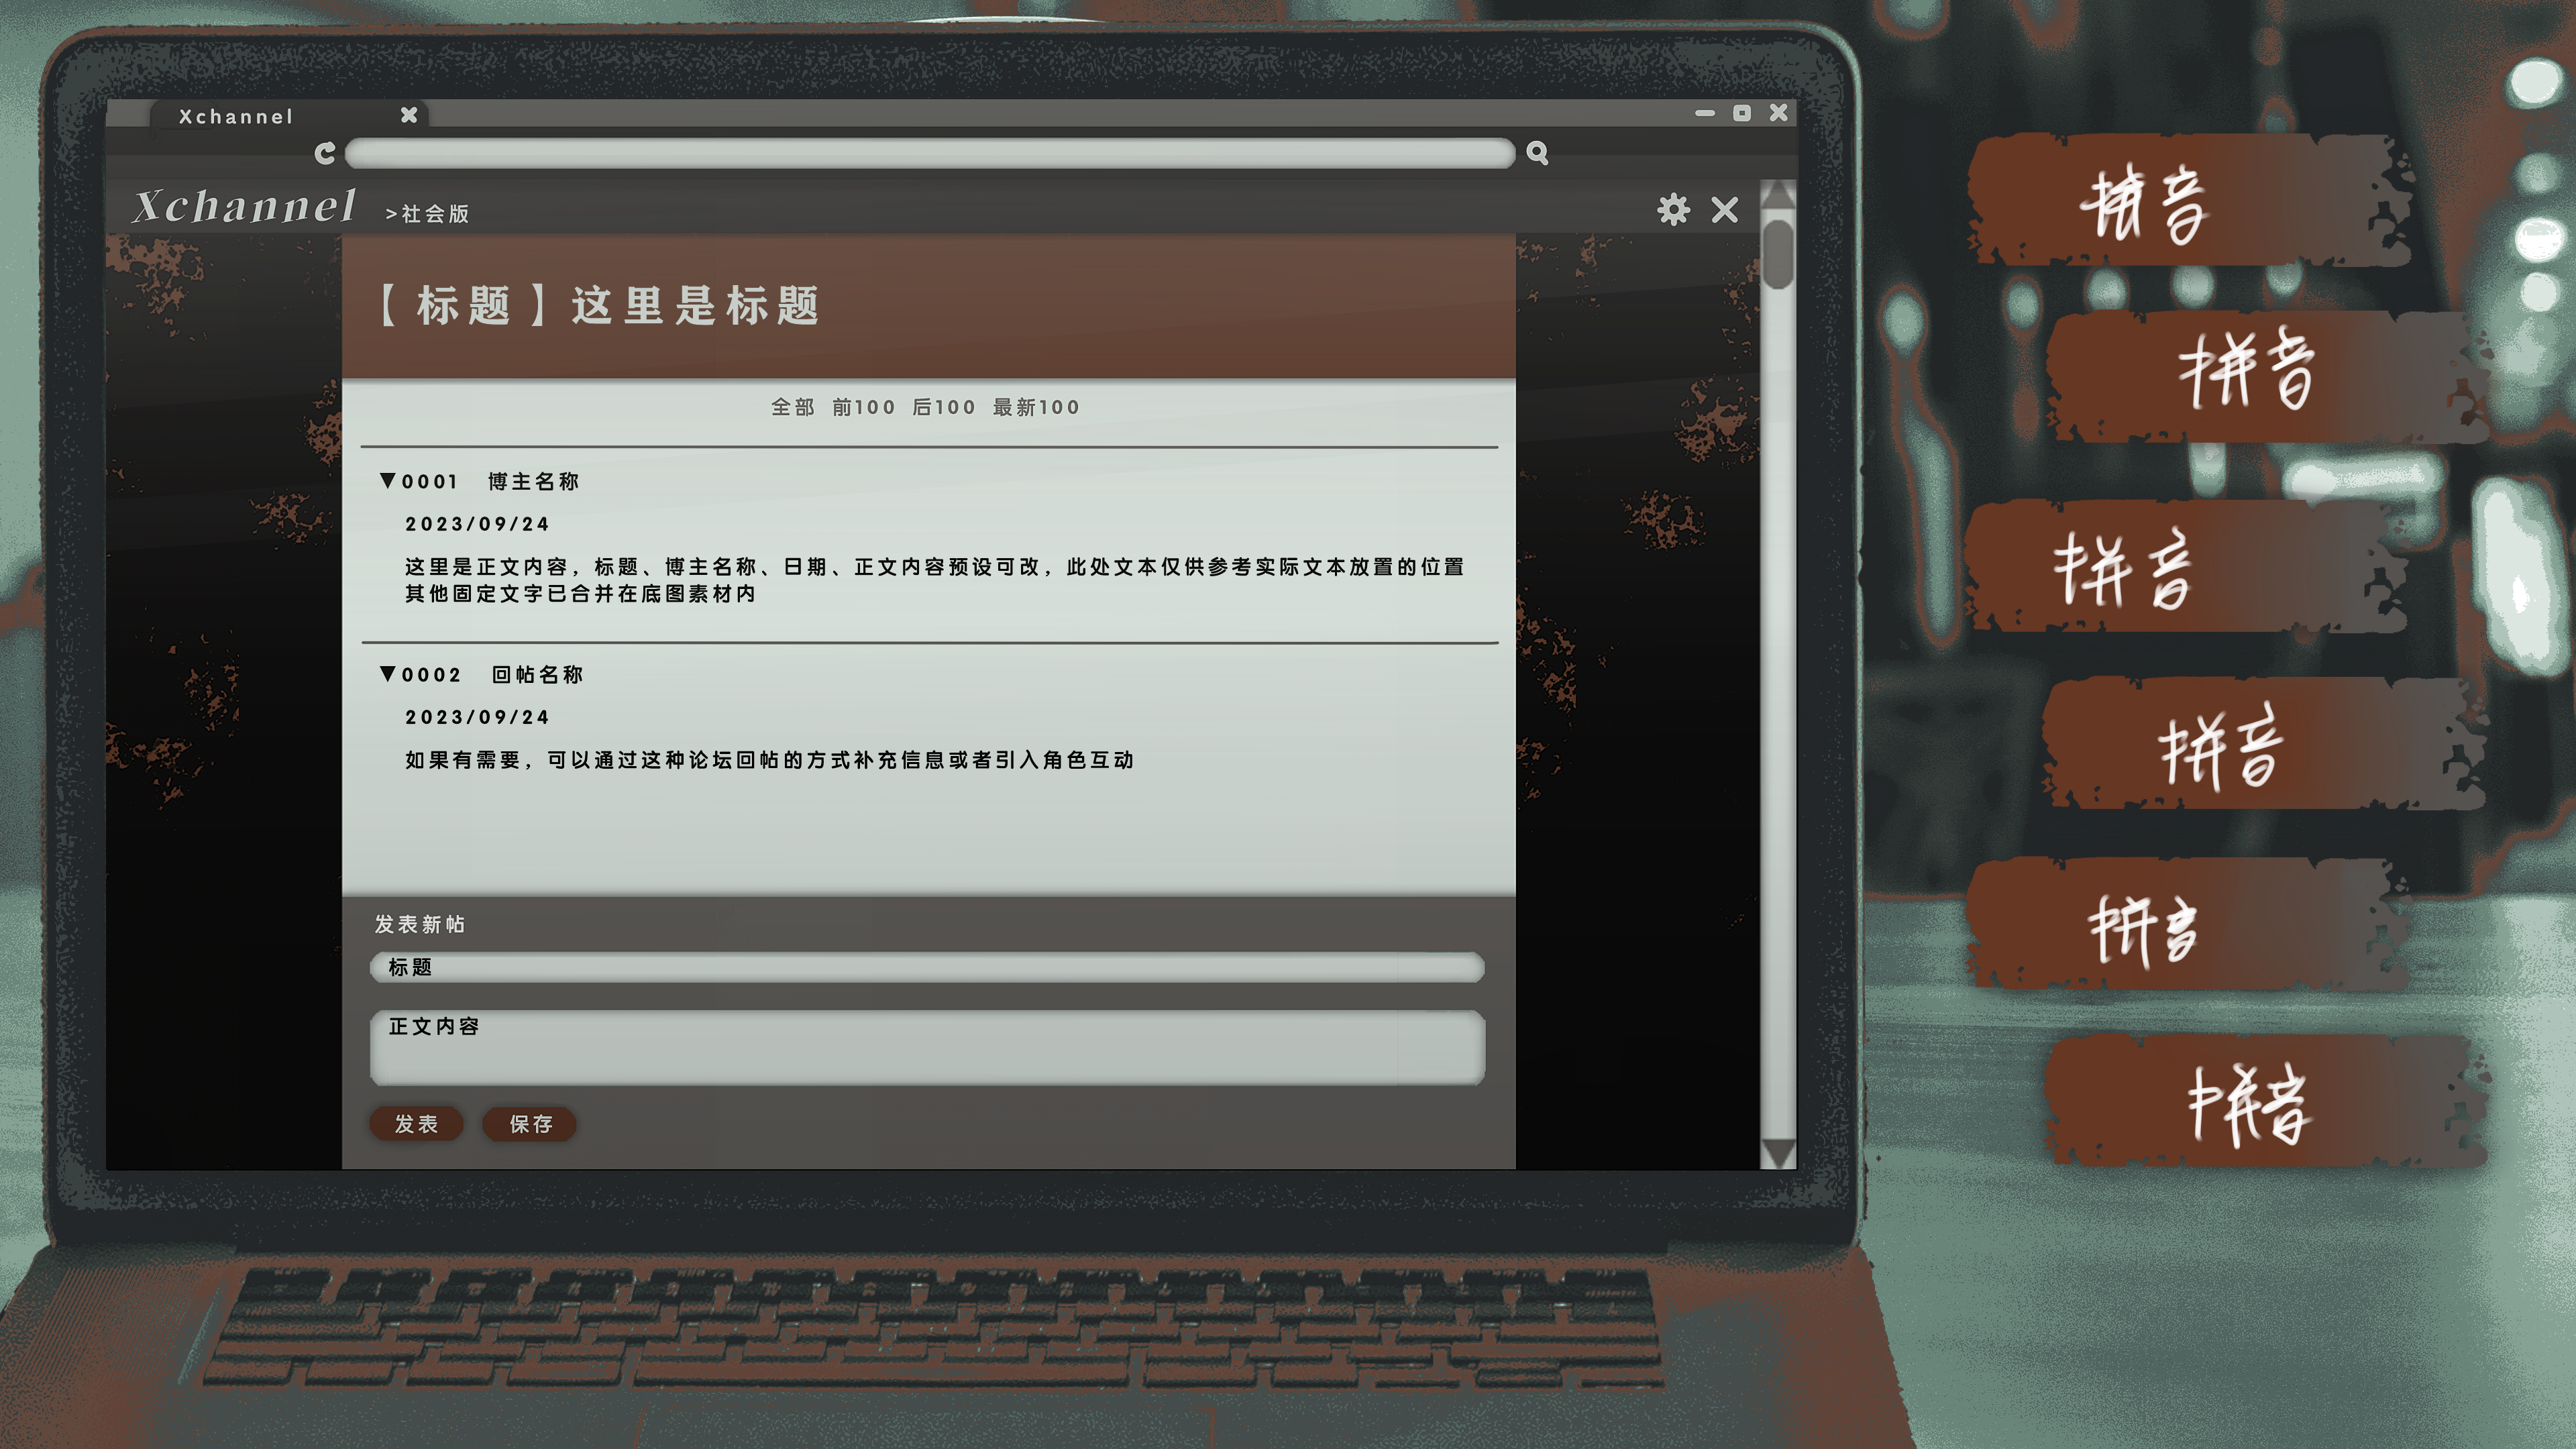 Xchannel
Xchannel >社会版
【标题】这里是标题
全部 前100 后100 最新100
▼0001 博主名称
2023/09/24
这里是正文内容，标题、博主名称、日期、正文内容预设可改，此处文本仅供参考实际文本放置的位置
其他固定文字已合并在底图素材内
▼0002 回帖名称
2023/09/24
如果有需要，可以通过这种论坛回帖的方式补充信息或者引入角色互动
发表新帖
标题
正文内容
发表 保存
拼音
拼音
拼音
拼音
拼音
拼音